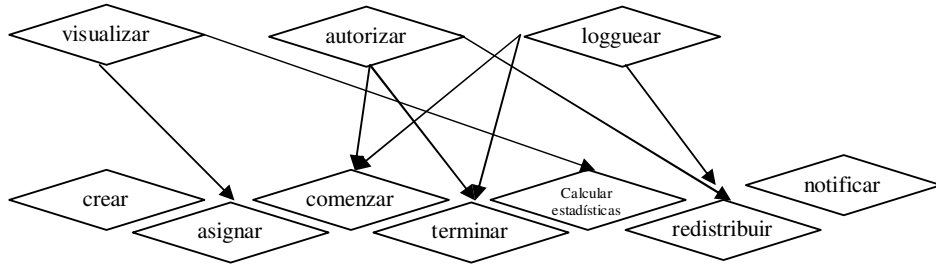 visualizar
autorizar
logguear
crear
asignar
comenzar
terminar
Calcular
estadísticas
redistribuir
notificar